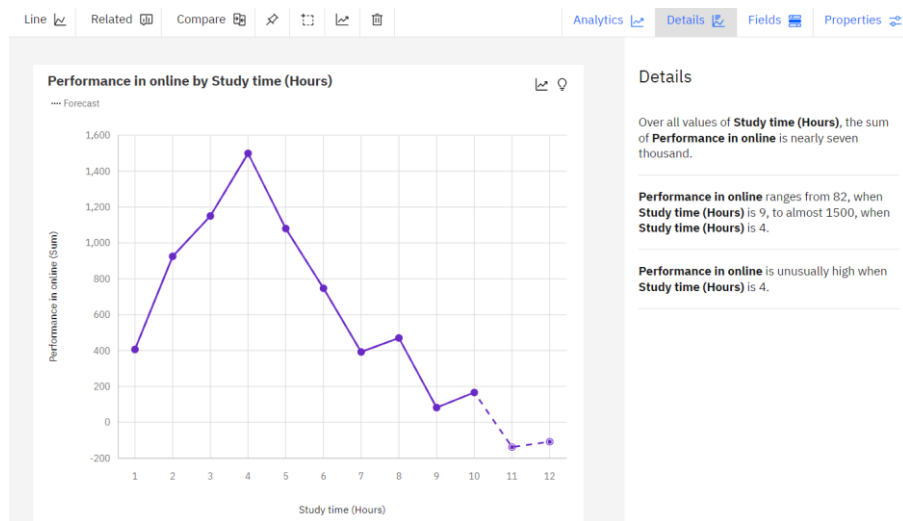 Line
Related
Compare
Analytics
Details
Fields
Properties
Performance in online by Study time (Hours)
Forecast
1,600
1,400
1,200
1,000
800
600
400
200
0
-200
Performance in online (Sum)
1 2 3 4 5 6 7 8 9 10 11 12
Study time (Hours)
Details
Over all values of Study time (Hours), the sum
of Performance in online is nearly seven
thousand.
Performance in online ranges from 82, when
Study time (Hours) is 9, to almost 1500, when
Study time (Hours) is 4.
Performance in online is unusually high when
Study time (Hours) is 4.